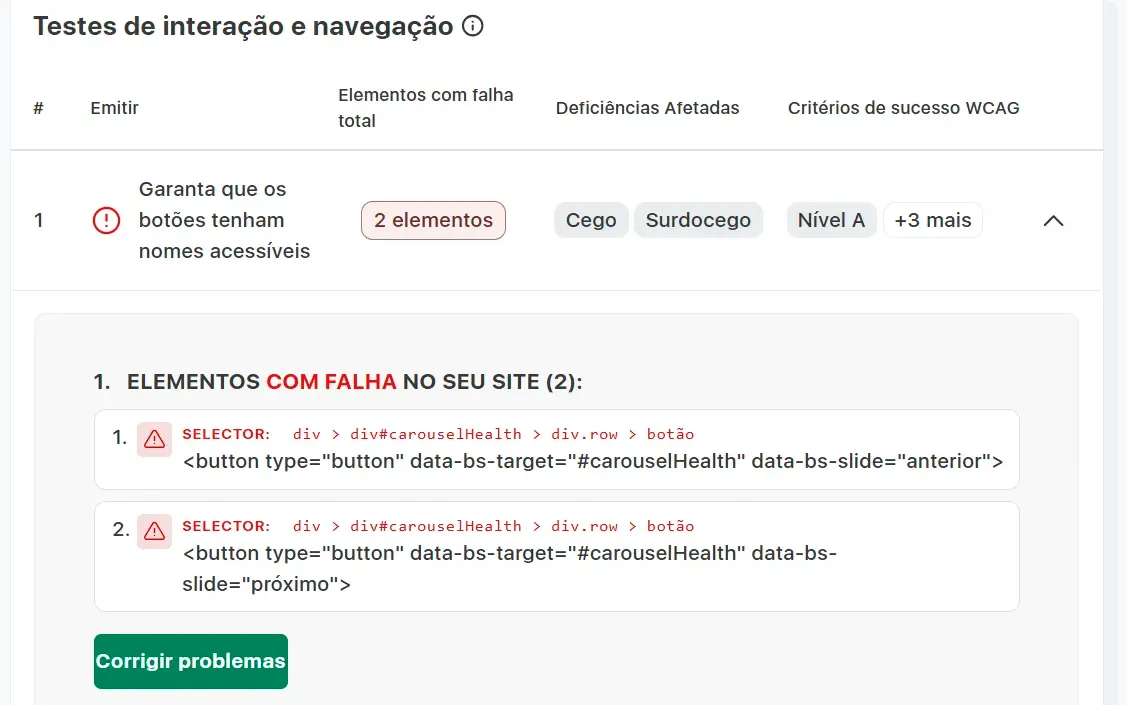 Testes de interação e navegação
# Emitir Elementos com falha total Deficiências Afetadas Critérios de sucesso WCAG
1 Garanta que os botões tenham nomes acessíveis 2 elementos Cego Surdocego Nível A +3 mais
1. ELEMENTOS COM FALHA NO SEU SITE (2):
1. SELECTOR: div > div#carouselHealth > div.row > botão
<button type="button" data-bs-target="#carouselHealth" data-bs-slide="anterior">
2. SELECTOR: div > div#carouselHealth > div.row > botão
<button type="button" data-bs-target="#carouselHealth" data-bs-
slide="próximo">
Corrigir problemas